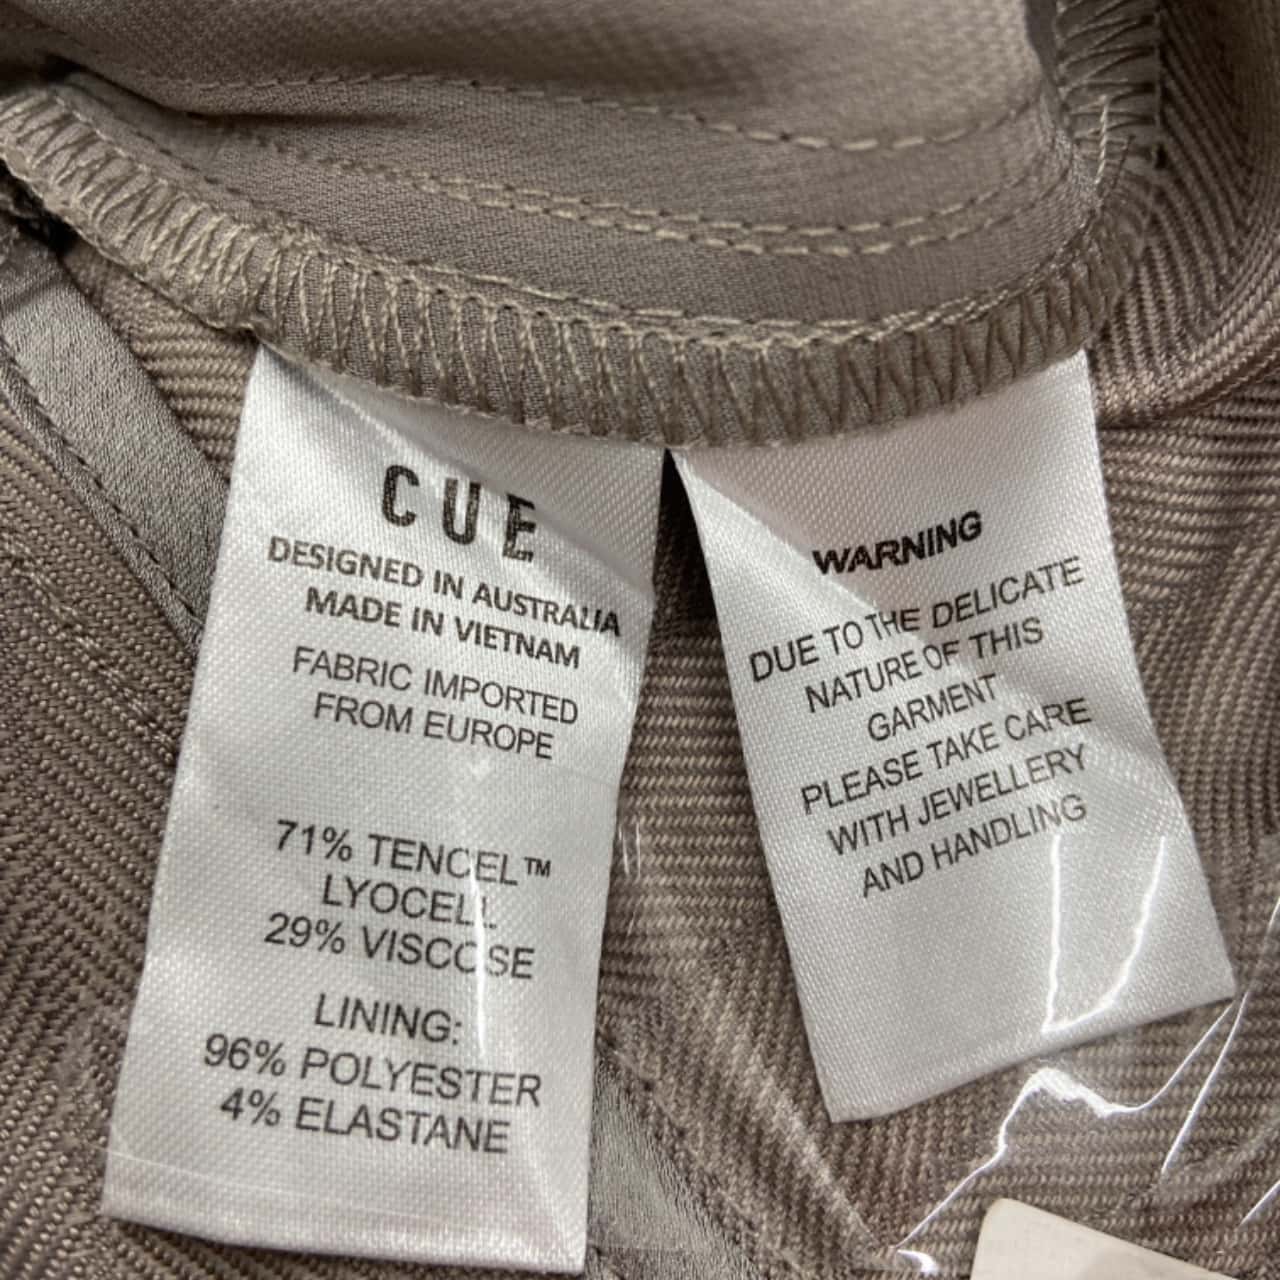 CUE
DESIGNED IN AUSTRALIA
MADE IN VIETNAM
FABRIC IMPORTED
FROM EUROPE
71% TENCEL™
LYOCELL
29% VISCOSE
LINING:
96% POLYESTER
4% ELASTANE
WARNING
DUE TO THE DELICATE
NATURE OF THIS
GARMENT
PLEASE TAKE CARE
WITH JEWELLERY
AND HANDLING